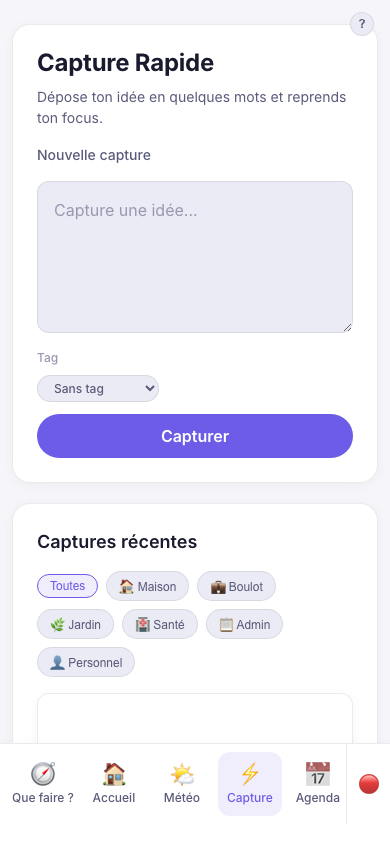 ?
Capture Rapide
Dépose ton idée en quelques mots et reprends
ton focus.
Nouvelle capture
Capture une idée...
Tag
Sans tag
Capturer
Captures récentes
Toutes
Maison
Boulot
Jardin
Santé
Admin
Personnel
Que faire ?
Accueil
Météo
Capture
17
Agenda